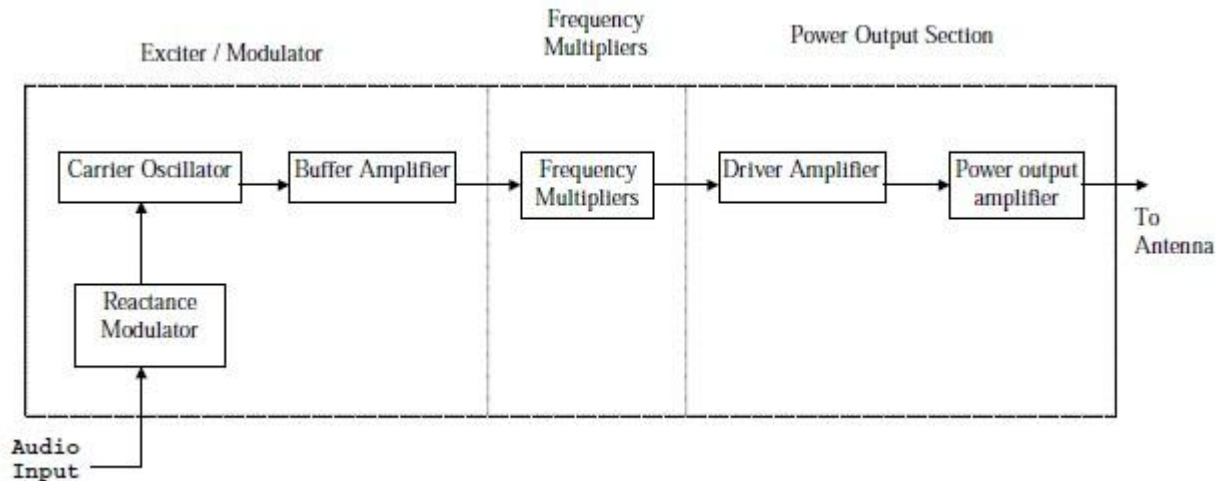 Exciter / Modulator
Frequency
Multipliers
Power Output Section
Carrier Oscillator
Buffer Amplifier
Frequency
Multipliers
Driver Amplifier
Power output
amplifier
To
Antenna
Reactance
Modulator
Audio
Input